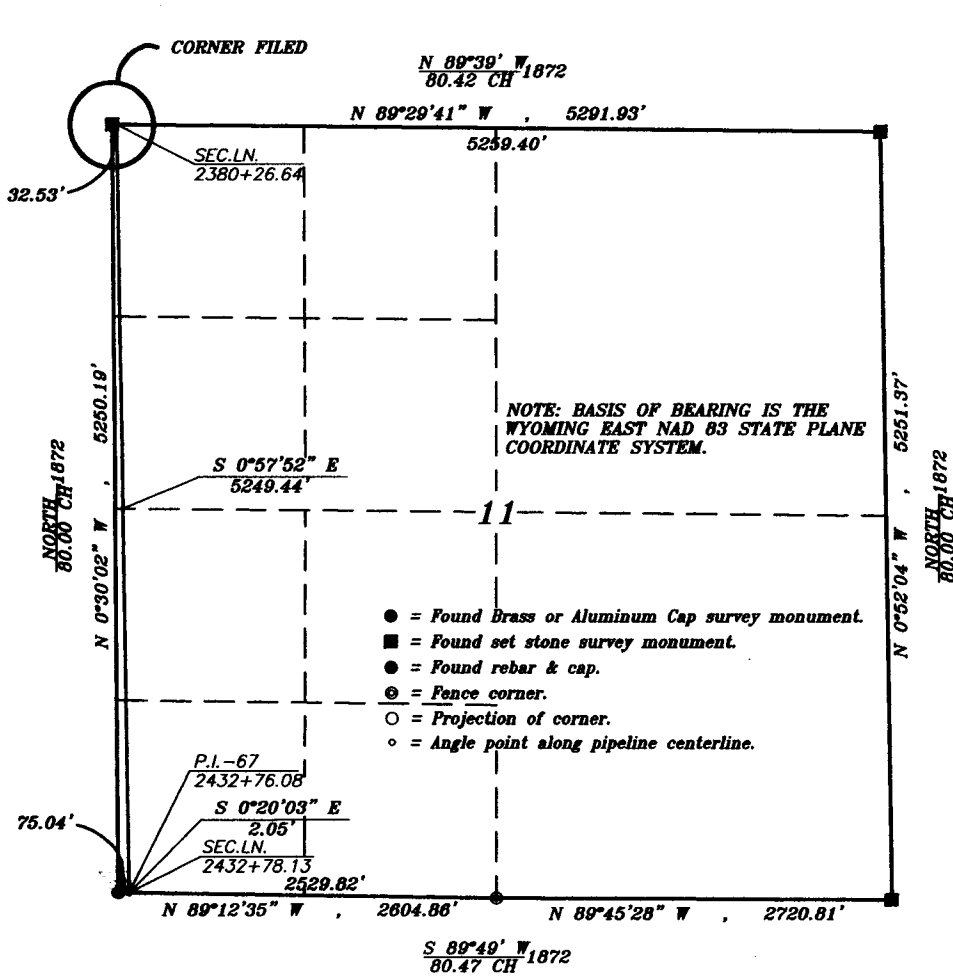 CORNER FILED
N 89°39' W 1872
80.42 CH
N 89°29'41" W , 5291.93'
5259.40'
SEC.LN.
2380+26.64
32.53'
NORTH 1872
80.00 CH
N 0°30'02" W , 5250.19'
S 0°57'52" E
5249.44'
NOTE: BASIS OF BEARING IS THE
WYOMING EAST NAD 83 STATE PLANE
COORDINATE SYSTEM.
11
N 0°52'04" W , 5251.37'
NORTH 1872
80.00 CH
= Found Brass or Aluminum Cap survey monument.
= Found set stone survey monument.
= Found rebar & cap.
= Fence corner.
= Projection of corner.
= Angle point along pipeline centerline.
P.I.-67
2432+76.08
S 0°20'03" E
2.05'
75.04'
SEC.LN.
2432+78.13
2529.82'
N 89°12'35" W , 2604.86'
N 89°45'28" W , 2720.81'
S 89°49' W 1872
80.47 CH